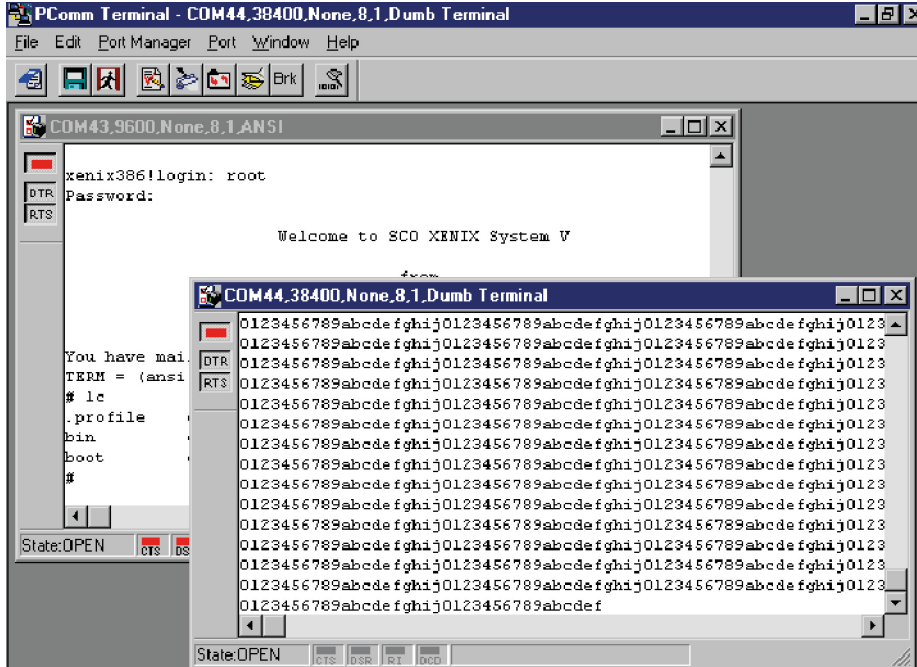 PComm Terminal - COM44,38400,None,8,1,Dumb Terminal
File Edit Port Manager Port Window Help
Brk
COM43,9600,None,8,1,ANSI
DTR
RTS
xenix386!login: root
Password:
Welcome to SCO XENIX System V
from
You have mai
TERM = (ansi
# lc
.profile
bin
boot
#
State:OPEN CTS DS
COM44,38400,None,8,1,Dumb Terminal
DTR
RTS
0123456789abcdefghij0123456789abcdefghij0123456789abcdefghij0123
0123456789abcdefghij0123456789abcdefghij0123456789abcdefghij0123
0123456789abcdefghij0123456789abcdefghij0123456789abcdefghij0123
0123456789abcdefghij0123456789abcdefghij0123456789abcdefghij0123
0123456789abcdefghij0123456789abcdefghij0123456789abcdefghij0123
0123456789abcdefghij0123456789abcdefghij0123456789abcdefghij0123
0123456789abcdefghij0123456789abcdefghij0123456789abcdefghij0123
0123456789abcdefghij0123456789abcdefghij0123456789abcdefghij0123
0123456789abcdefghij0123456789abcdefghij0123456789abcdefghij0123
0123456789abcdefghij0123456789abcdefghij0123456789abcdefghij0123
0123456789abcdefghij0123456789abcdefghij0123456789abcdefghij0123
0123456789abcdefghij0123456789abcdefghij0123456789abcdefghij0123
0123456789abcdefghij0123456789abcdefghij0123456789abcdefghij0123
0123456789abcdefghij0123456789abcdefghij0123456789abcdefghij0123
0123456789abcdefghij0123456789abcdef
State:OPEN CTS DSR RI DCD